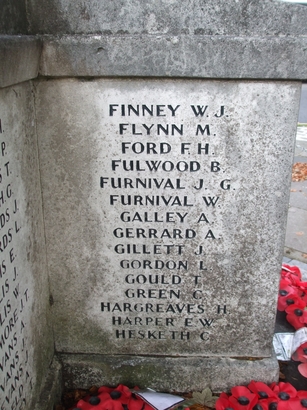 FINNEY W. J.
FLYNN M.
FORD F. H.
FULWOOD B.
FURNIVAL J. G.
FURNIVAL W.
GALLEY A.
GERRARD A.
GILLETT J.
GORDON L.
GOULD T.
GREEN C.
HARGREAVES H.
HARPER E. W.
HESKETH C.